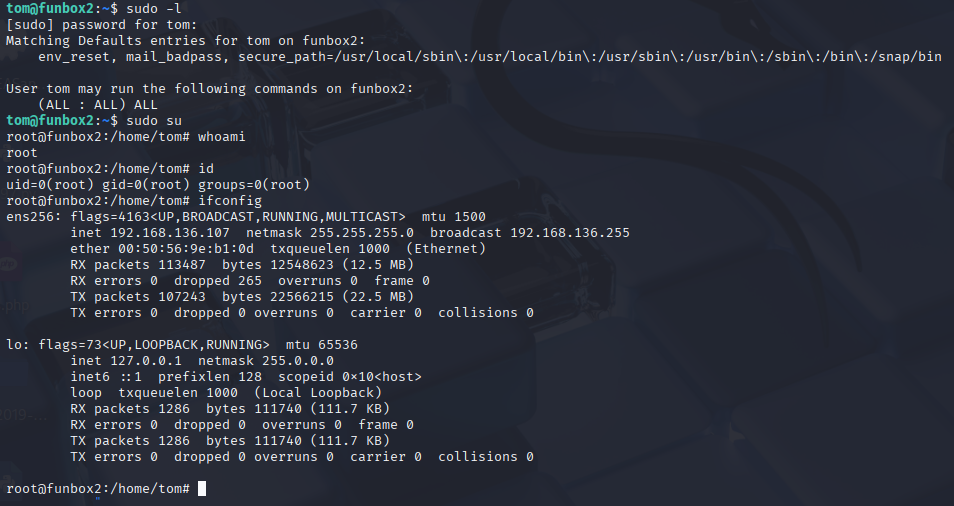 tom@funbox2:~$ sudo -l
[sudo] password for tom:
Matching Defaults entries for tom on funbox2:
    env_reset, mail_badpass, secure_path=/usr/local/sbin\:/usr/local/bin\:/usr/sbin\:/usr/bin\:/sbin\:/bin\:/snap/bin

User tom may run the following commands on funbox2:
    (ALL : ALL) ALL
tom@funbox2:~$ sudo su
root@funbox2:/home/tom# whoami
root
root@funbox2:/home/tom# id
uid=0(root) gid=0(root) groups=0(root)
root@funbox2:/home/tom# ifconfig
ens256: flags=4163<UP,BROADCAST,RUNNING,MULTICAST>  mtu 1500
        inet 192.168.136.107  netmask 255.255.255.0  broadcast 192.168.136.255
        ether 00:50:56:9e:b1:0d  txqueuelen 1000  (Ethernet)
        RX packets 113487  bytes 12548623 (12.5 MB)
        RX errors 0  dropped 265  overruns 0  frame 0
        TX packets 107243  bytes 22566215 (22.5 MB)
        TX errors 0  dropped 0 overruns 0  carrier 0  collisions 0

lo: flags=73<UP,LOOPBACK,RUNNING>  mtu 65536
        inet 127.0.0.1  netmask 255.0.0.0
        inet6 ::1  prefixlen 128  scopeid 0×10<host>
        loop  txqueuelen 1000  (Local Loopback)
        RX packets 1286  bytes 111740 (111.7 KB)
        RX errors 0  dropped 0  overruns 0  frame 0
        TX packets 1286  bytes 111740 (111.7 KB)
        TX errors 0  dropped 0 overruns 0  carrier 0  collisions 0

root@funbox2:/home/tom#